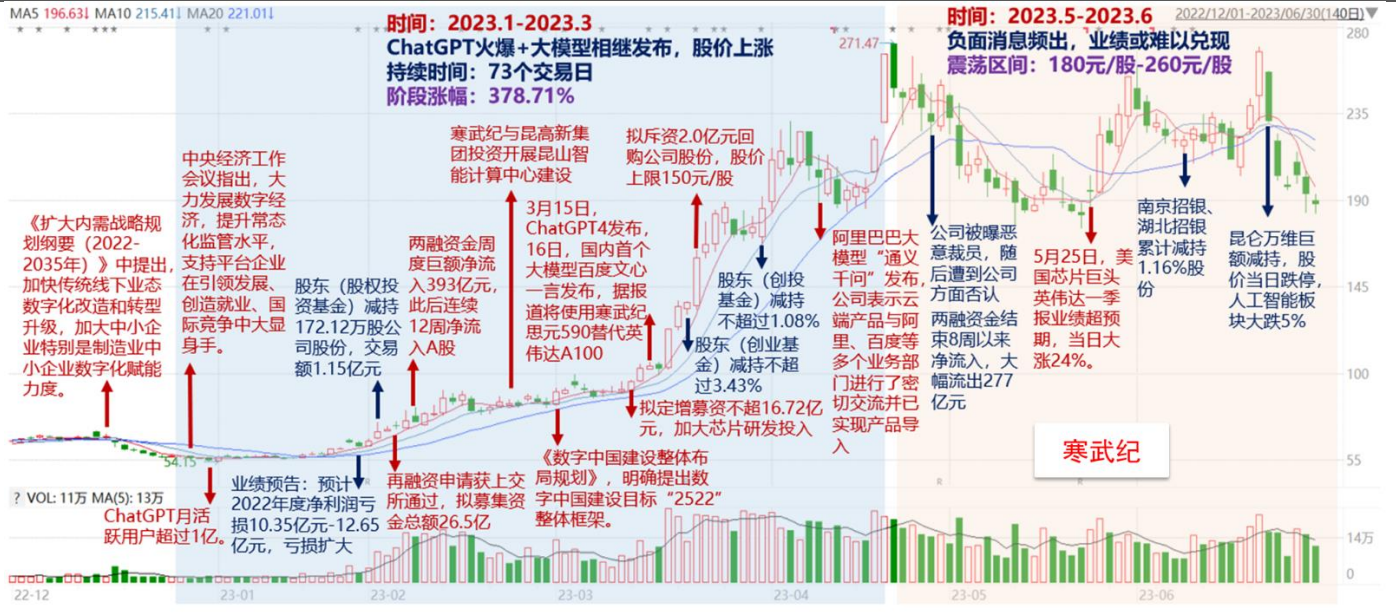 MA5 196.63↓ MA10 215.41↓ MA20 221.01↓
2022/12/01-2023/06/30(140日)▼
时间：2023.1-2023.3
ChatGPT火爆+大模型相继发布，股价上涨
持续时间：73个交易日
阶段涨幅：378.71%
时间：2023.5-2023.6
负面消息频出，业绩或难以兑现
震荡区间：180元/股-260元/股
271.47
280
235
190
145
100
55
《扩大内需战略规
划纲要（2022-
2035年）》中提出，
加快传统线下业态
数字化改造和转型
升级，加大中小企
业特别是制造业中
小企业数字化赋能
力度。
中央经济工作
会议指出，大
力发展数字经
济，提升常态
化监管水平，
支持平台企业
在引领发展、
创造就业、国
际竞争中大显
身手。
54.15
ChatGPT月活
跃用户超过1亿。
股东（股权投
资基金）减持
172.12万股公
司股份，交易
额1.15亿元
业绩预告：预计
2022年度净利润亏
损10.35亿元-12.65
亿元，亏损扩大
两融资金周
度巨额净流
入393亿元，
此后连续
12周净流
入A股
再融资申请获上交
所通过，拟募集资
金总额26.5亿
寒武纪与昆高新集
团投资开展昆山智
能计算中心建设
3月15日，
ChatGPT4发布，
16日，国内首个
大模型百度文心
一言发布，据报
道将使用寒武纪
思元590替代英
伟达A100
《数字中国建设整体布
局规划》，明确提出数
字中国建设目标“2522”
整体框架。
拟定增募资不超16.72亿
元，加大芯片研发投入
拟斥资2.0亿元回
购公司股份，股价
上限150元/股
股东（创业基
金）减持不超
过3.43%
股东（创投
基金）减持
不超过1.08%
阿里巴巴大
模型“通义
千问”发布，
公司表示云
端产品与阿
里、百度等
多个业务部
门进行了密
切交流并已
实现产品导
入
公司被曝恶
意裁员，随
后遭到公司
方面否认
两融资金结
束8周以来
净流入，大
幅流出277
亿元
5月25日，美
国芯片巨头
英伟达一季
报业绩超预
期，当日大
涨24%。
南京招银、
湖北招银
累计减持
1.16%股
份
昆仑万维巨
额减持，股
价当日跌停，
人工智能板
块大跌5%
寒武纪
R
R
R
? VOL: 11万 MA(5): 13万
14万
0
22-12
23-01
23-02
23-03
23-04
23-05
23-06